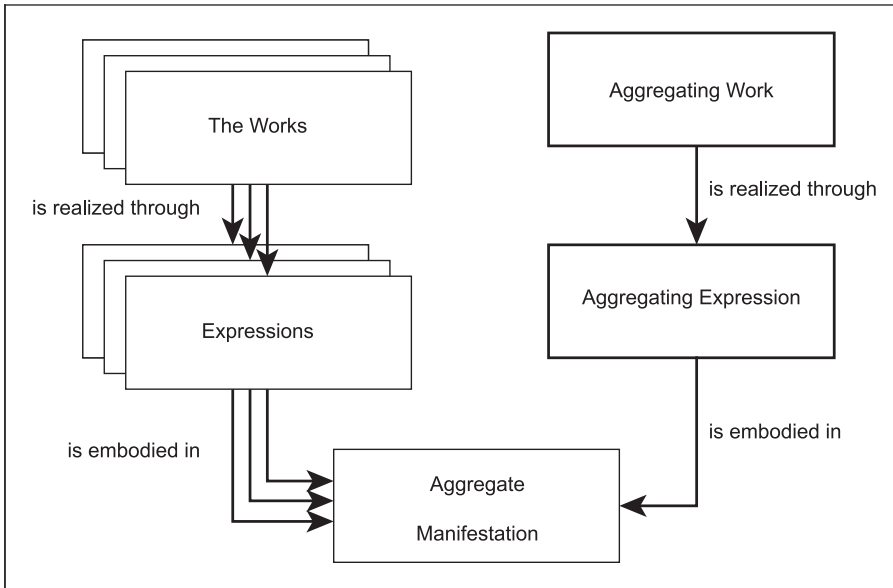 The Works
Aggregating Work
is realized through
is realized through
Expressions
Aggregating Expression
is embodied in
is embodied in
Aggregate
Manifestation